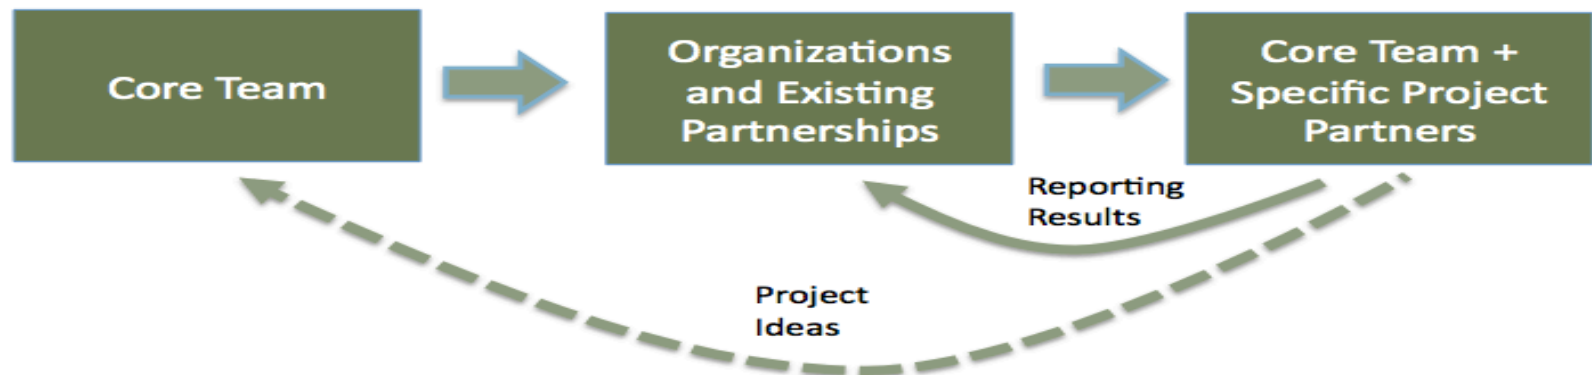 Core Team
Organizations
and Existing
Partnerships
Core Team +
Specific Project
Partners
Reporting
Results
Project
Ideas